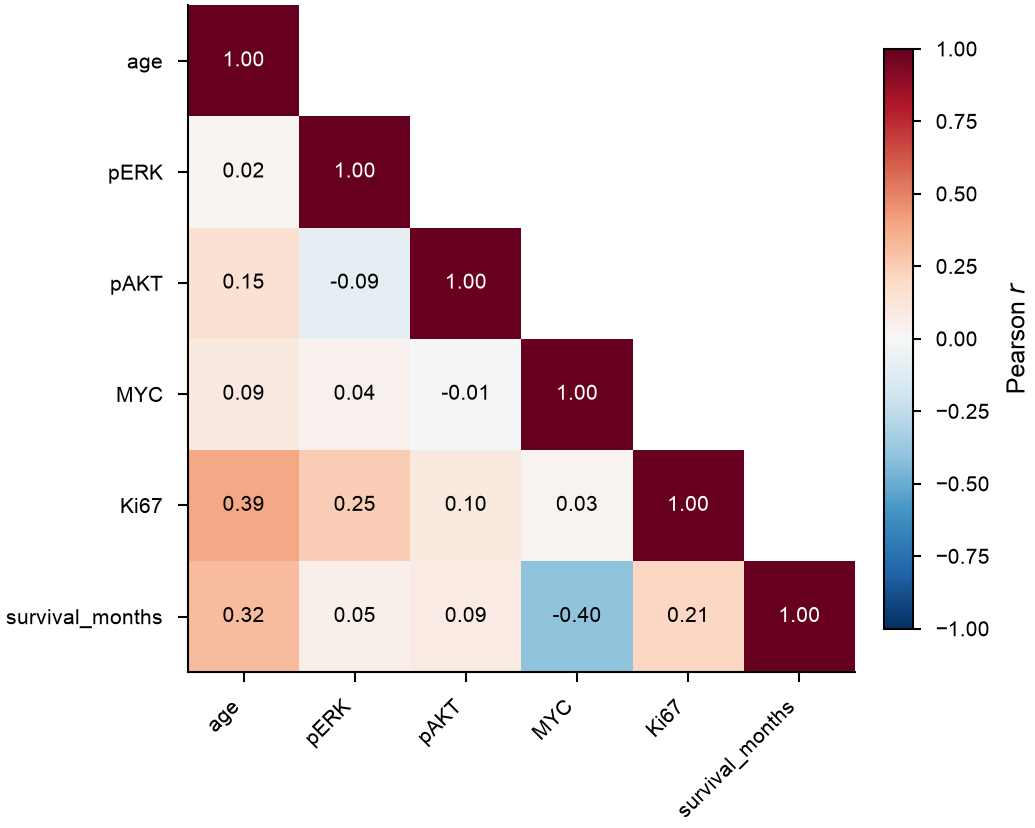 age 1.00
pERK 0.02 1.00
pAKT 0.15 -0.09 1.00
MYC 0.09 0.04 -0.01 1.00
Ki67 0.39 0.25 0.10 0.03 1.00
survival_months 0.32 0.05 0.09 -0.40 0.21 1.00
age pERK pAKT MYC Ki67 survival_months
1.00
0.75
0.50
0.25
0.00
−0.25
−0.50
−0.75
−1.00
Pearson r